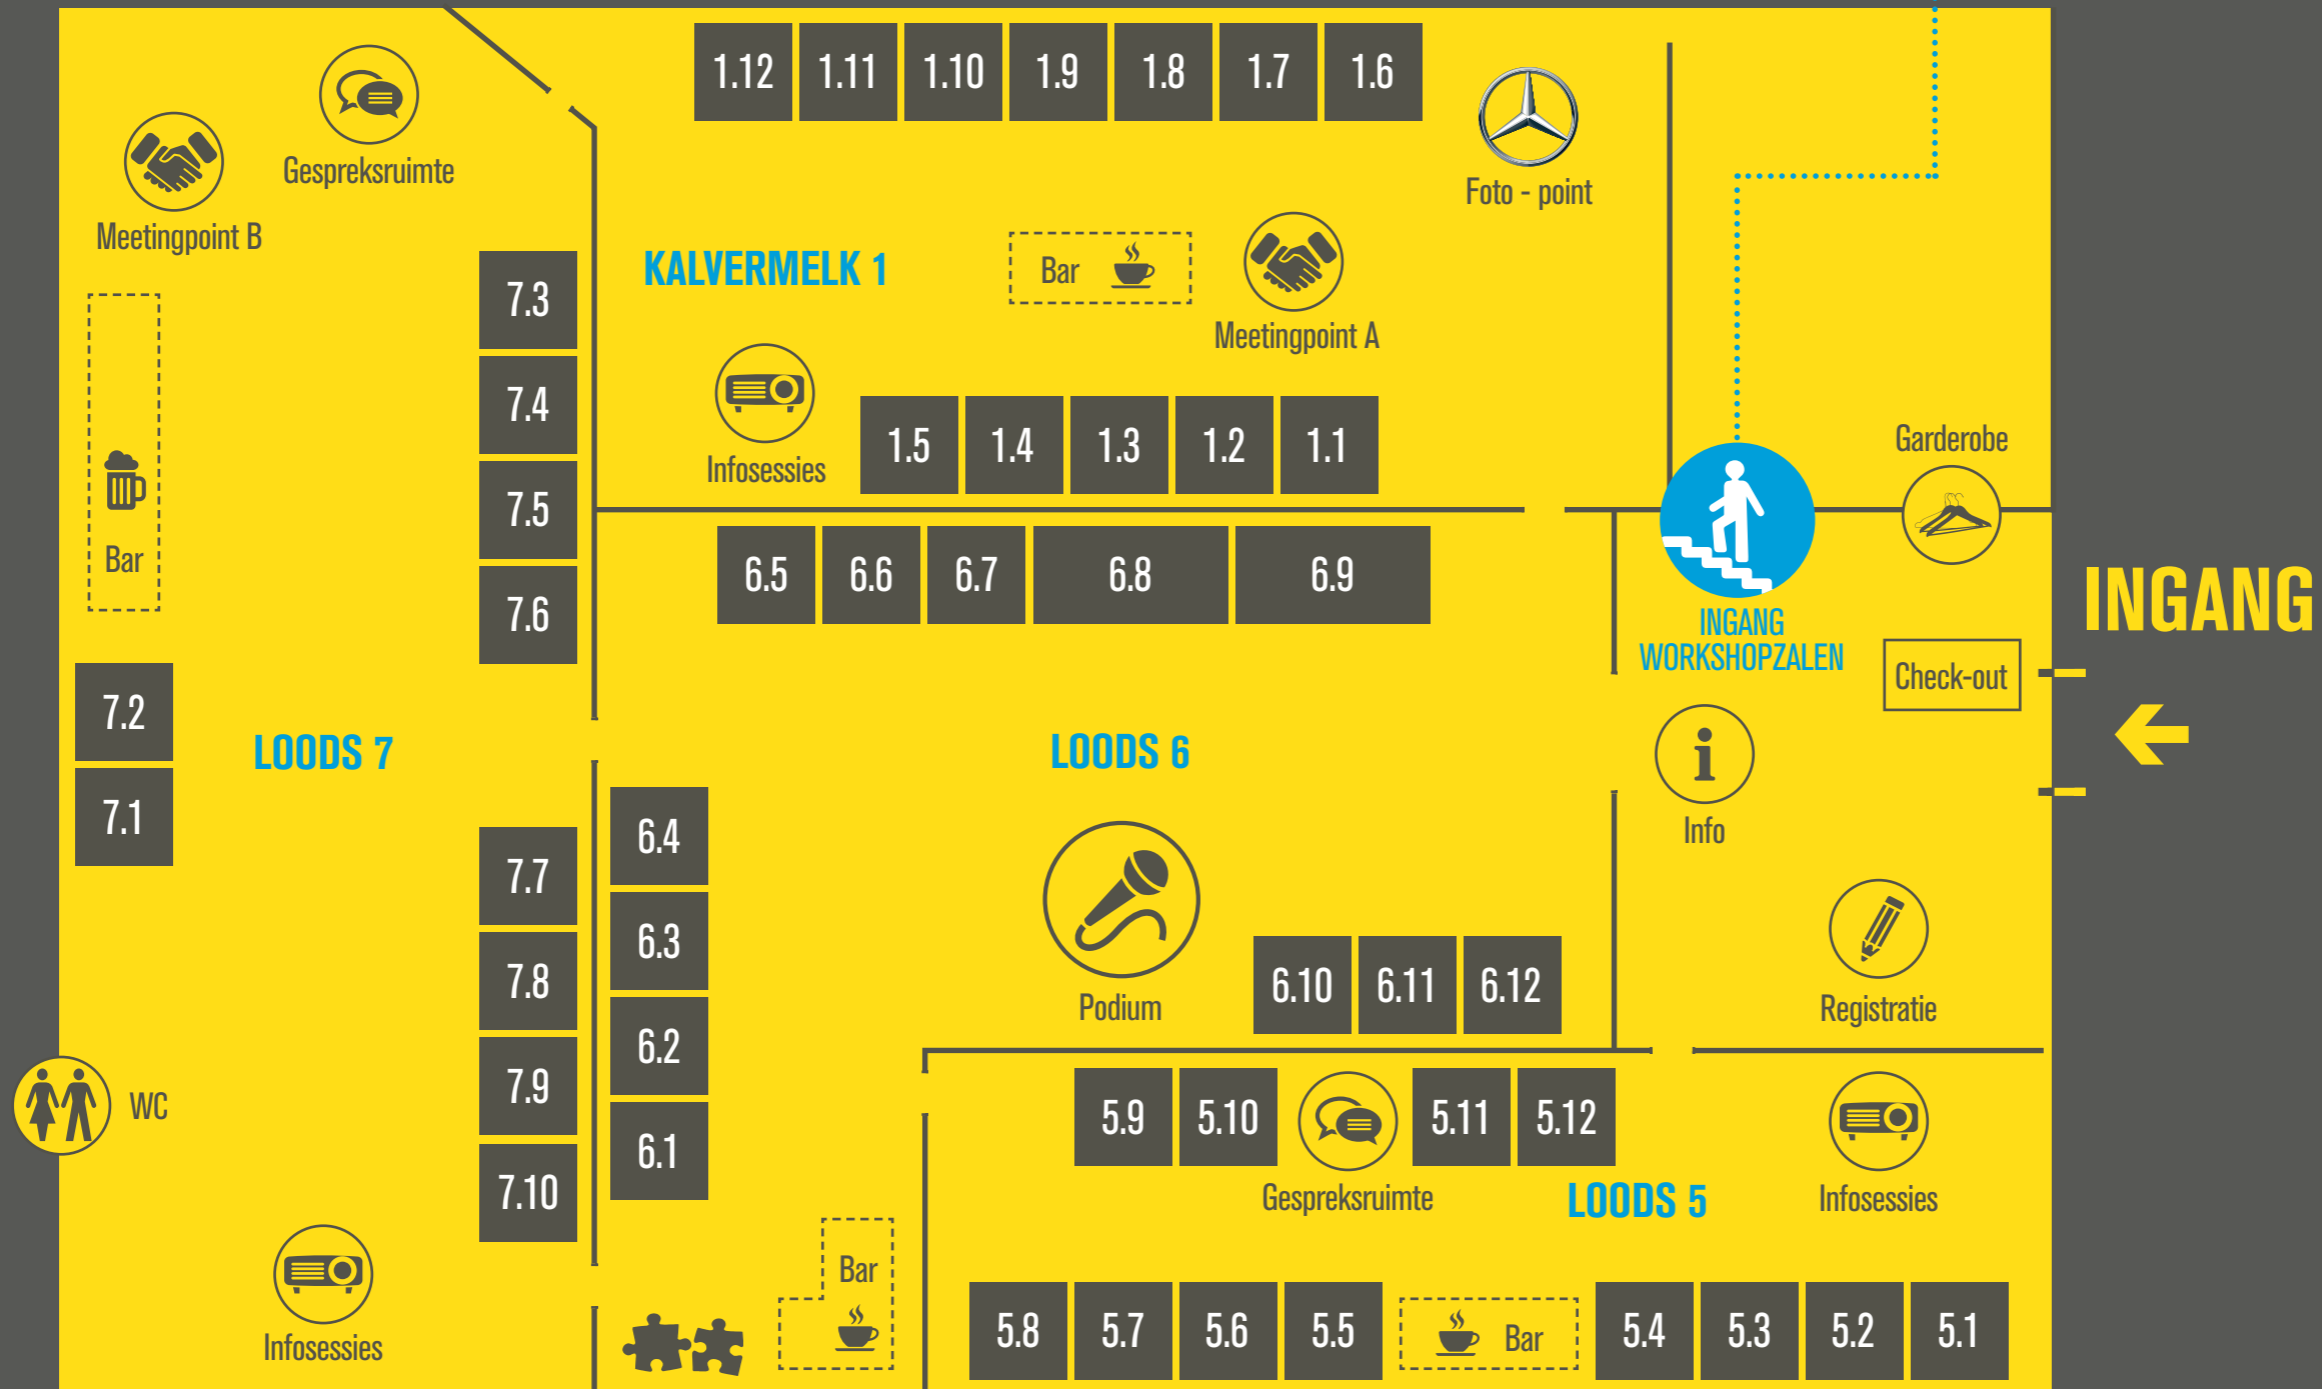 1.12 1.11 1.10 1.9 1.8 1.7 1.6
Gespreksruimte
Meetingpoint B
Foto - point
KALVERMELK 1
Bar
Meetingpoint A
7.3
7.4
7.5
7.6
Infosessies
1.5 1.4 1.3 1.2 1.1
Garderobe
Bar
6.5 6.6 6.7 6.8 6.9
INGANG
WORKSHOPZALEN
INGANG
Check-out
7.2
7.1
LOODS 7
LOODS 6
Info
7.7
7.8
7.9
7.10
6.4
6.3
6.2
6.1
Podium
6.10 6.11 6.12
Registratie
WC
5.9 5.10 5.11 5.12
Gespreksruimte
LOODS 5
Infosessies
Infosessies
Bar
5.8 5.7 5.6 5.5 Bar 5.4 5.3 5.2 5.1